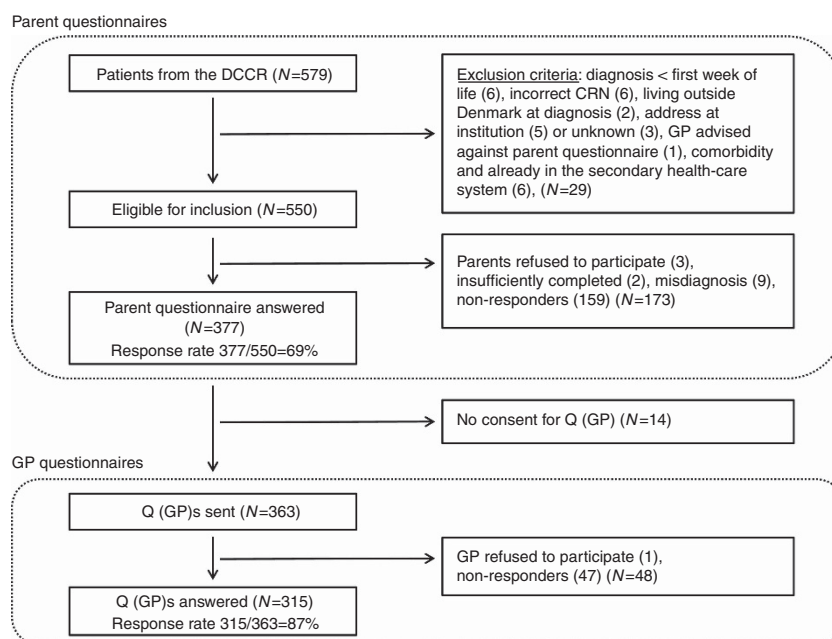 Parent questionnaires
Patients from the DCCR (N=579)
Exclusion criteria: diagnosis < first week of
life (6), incorrect CRN (6), living outside
Denmark at diagnosis (2), address at
institution (5) or unknown (3), GP advised
against parent questionnaire (1), comorbidity
and already in the secondary health-care
system (6), (N=29)
Eligible for inclusion (N=550)
Parents refused to participate (3),
insufficiently completed (2), misdiagnosis (9),
non-responders (159) (N=173)
Parent questionnaire answered
(N=377)
Response rate 377/550=69%
No consent for Q (GP) (N=14)
GP questionnaires
Q (GP)s sent (N=363)
GP refused to participate (1),
non-responders (47) (N=48)
Q (GP)s answered (N=315)
Response rate 315/363=87%